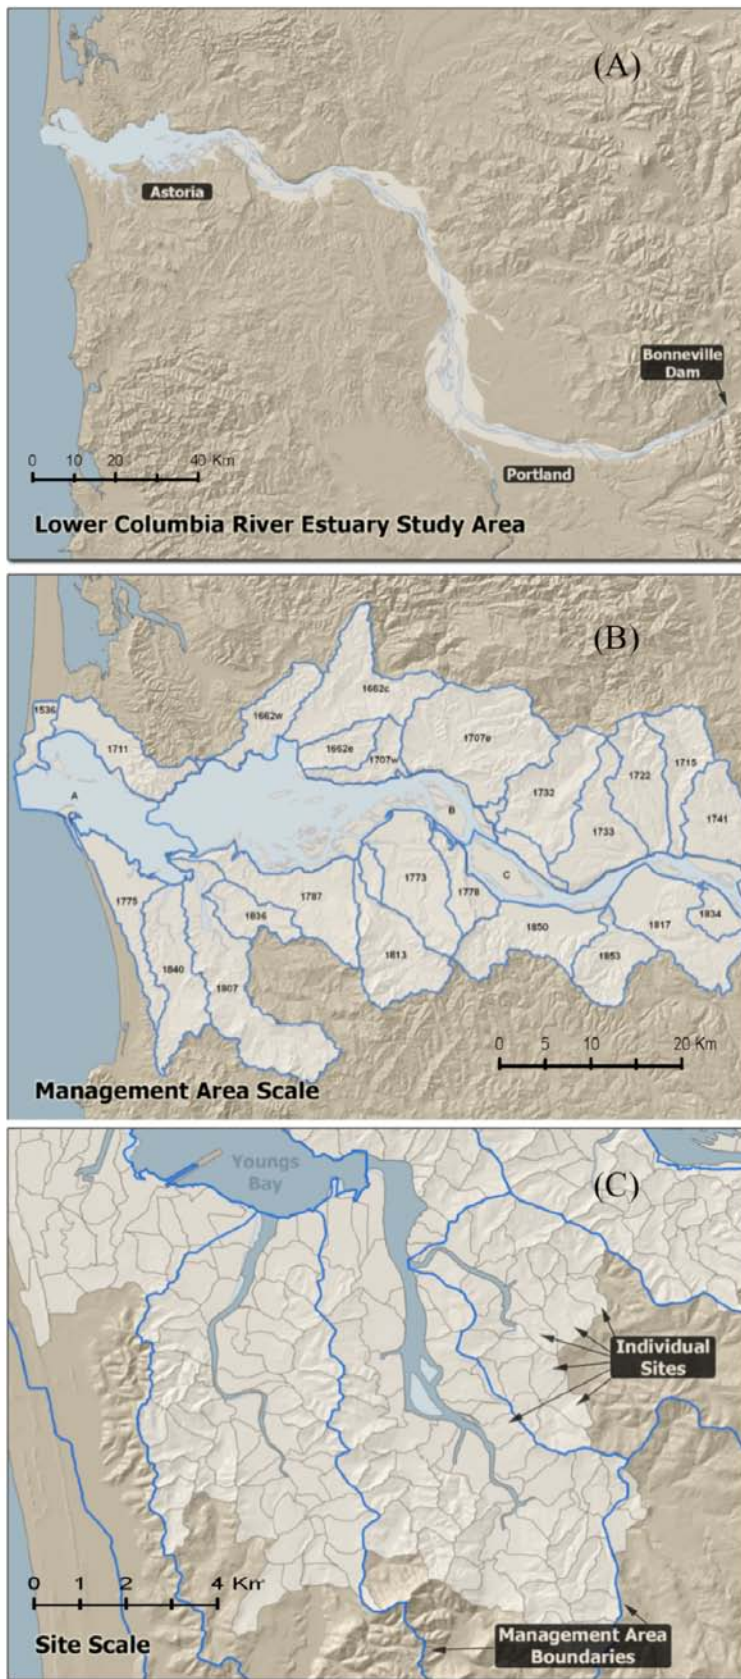 (A)
Astoria
Bonneville
Dam
0 10 20 40 Km
Portland
Lower Columbia River Estuary Study Area
(B)
1662c
1536
1662w
1711
1662e
1707w
1707e
1722
1715
A
B
1732
1733
1741
C
1775
1836
1787
1773
1778
1834
1850
1817
1840
1807
1813
1853
0 5 10 20 Km
Management Area Scale
Youngs
Bay
(C)
Individual
Sites
0 1 2 4 Km
Site Scale
Management Area
Boundaries